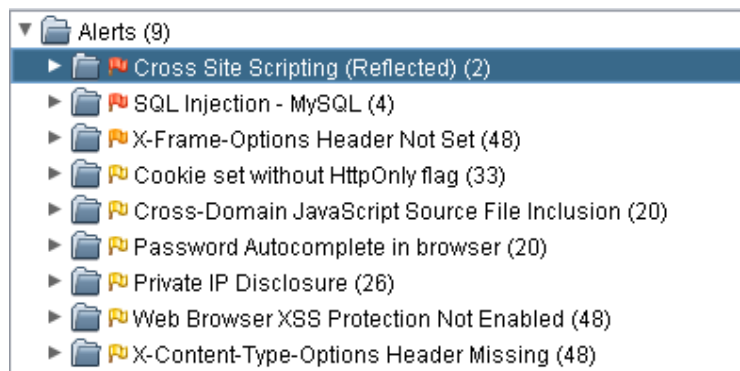 Alerts (9)
Cross Site Scripting (Reflected) (2)
SQL Injection - MySQL (4)
X-Frame-Options Header Not Set (48)
Cookie set without HttpOnly flag (33)
Cross-Domain JavaScript Source File Inclusion (20)
Password Autocomplete in browser (20)
Private IP Disclosure (26)
Web Browser XSS Protection Not Enabled (48)
X-Content-Type-Options Header Missing (48)